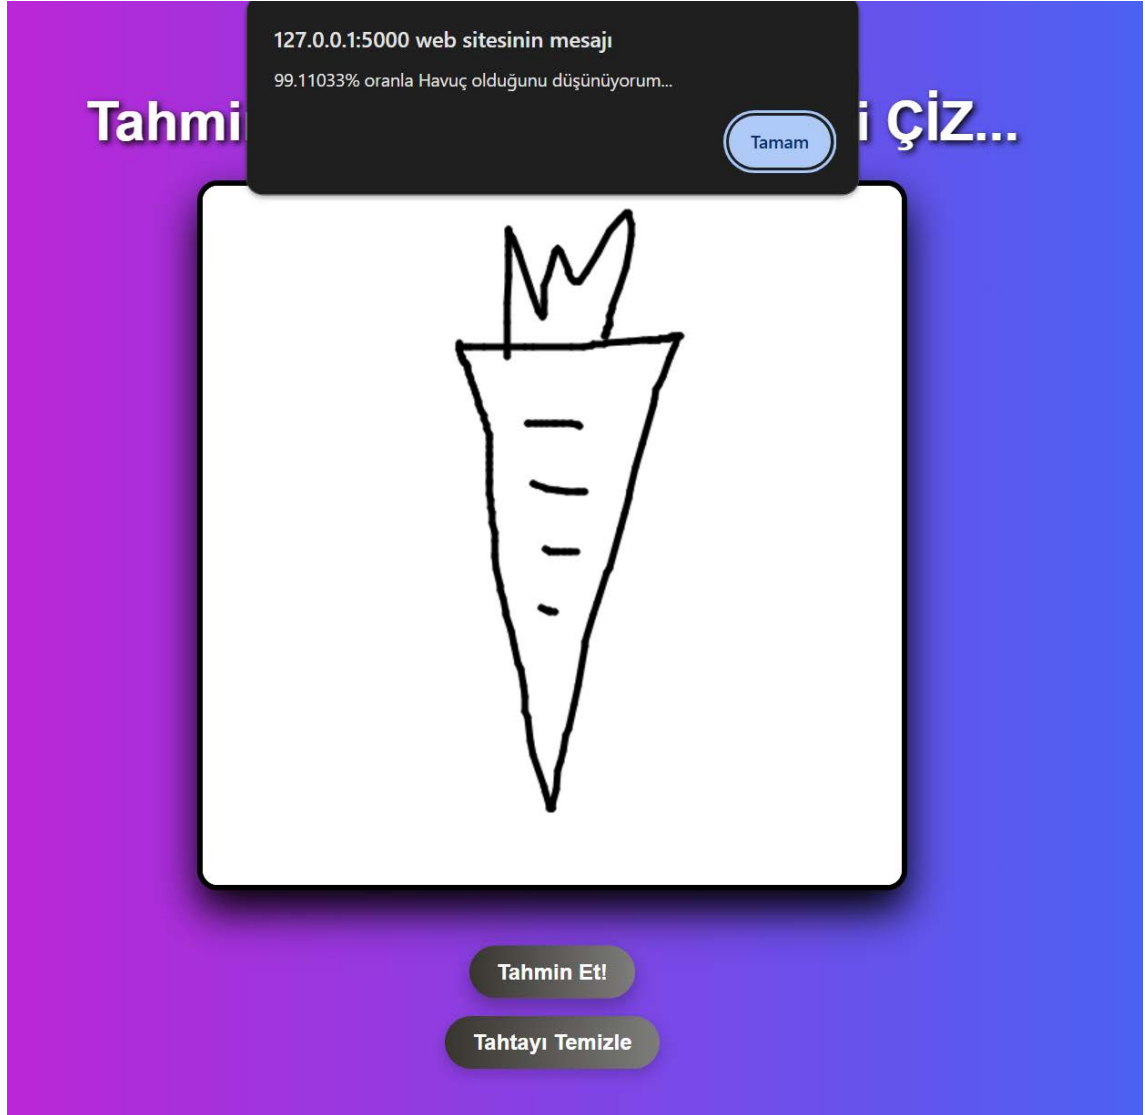 127.0.0.1:5000 web sitesinin mesajı
99.11033% oranla Havuç olduğunu düşünüyorum...
Tamam
ÇİZ...
Tahmin Et!
Tahtayı Temizle